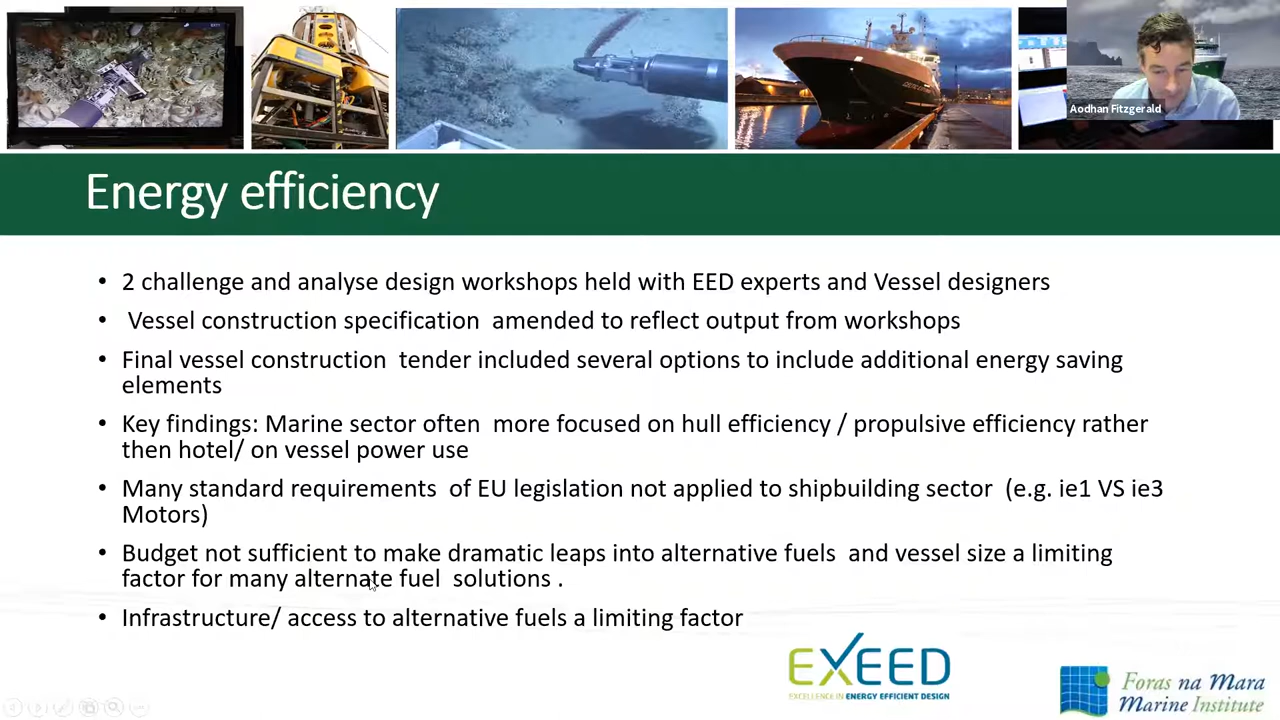 Aodhan Fitzgerald
Energy efficiency
• 2 challenge and analyse design workshops held with EED experts and Vessel designers
• Vessel construction specification amended to reflect output from workshops
• Final vessel construction tender included several options to include additional energy saving
elements
• Key findings: Marine sector often more focused on hull efficiency / propulsive efficiency rather
then hotel/ on vessel power use
• Many standard requirements of EU legislation not applied to shipbuilding sector (e.g. ie1 VS ie3
Motors)
• Budget not sufficient to make dramatic leaps into alternative fuels and vessel size a limiting
factor for many alternate fuel solutions .
• Infrastructure/ access to alternative fuels a limiting factor
EXEED
EXCELLENCE IN ENERGY EFFICIENT DESIGN
Foras na Mara
Marine Institute